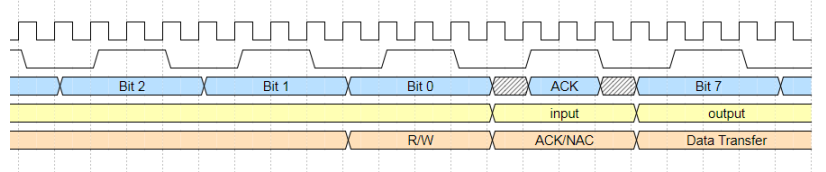 Bit 2 Bit 1 Bit 0 ACK Bit 7
input output
R/W ACK/NAC Data Transfer